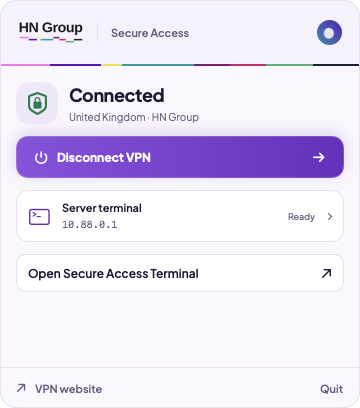 HN Group
Secure Access
Connected
United Kingdom · HN Group
Disconnect VPN
Server terminal
10.88.0.1
Ready
Open Secure Access Terminal
VPN website
Quit